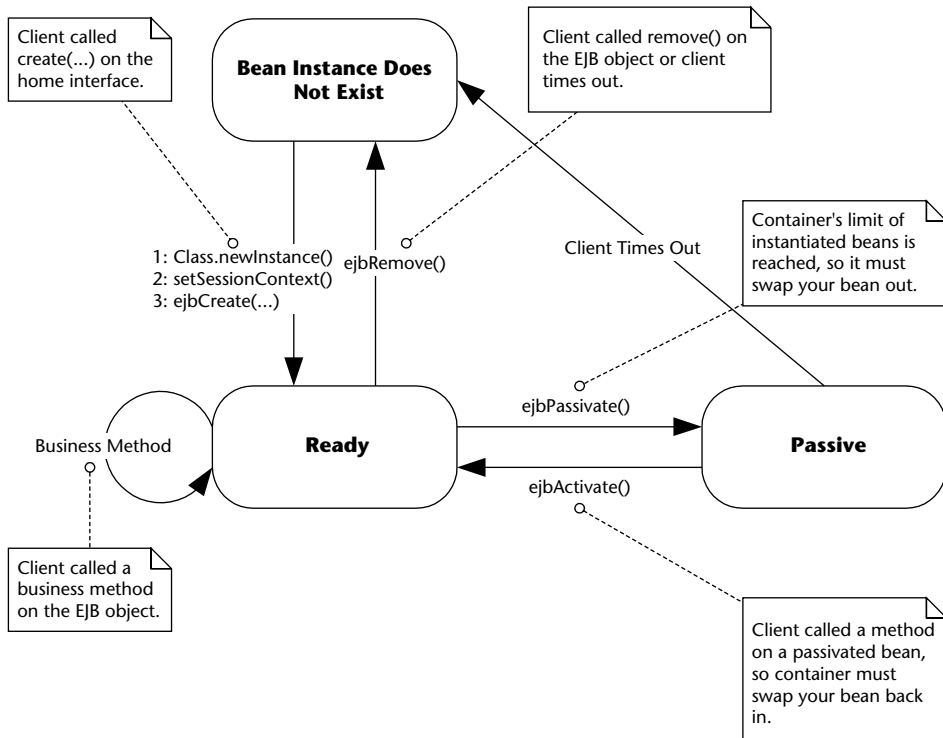 Client called
create(...) on the
home interface.
Bean Instance Does
Not Exist
Client called remove() on
the EJB object or client
times out.
Container's limit of
instantiated beans is
reached, so it must
swap your bean out.
1: Class.newInstance()
2: setSessionContext()
3: ejbCreate(...)
ejbRemove()
Client Times Out
ejbPassivate()
Business Method
Ready
Passive
ejbActivate()
Client called a
business method
on the EJB object.
Client called a method
on a passivated bean,
so container must
swap your bean back
in.